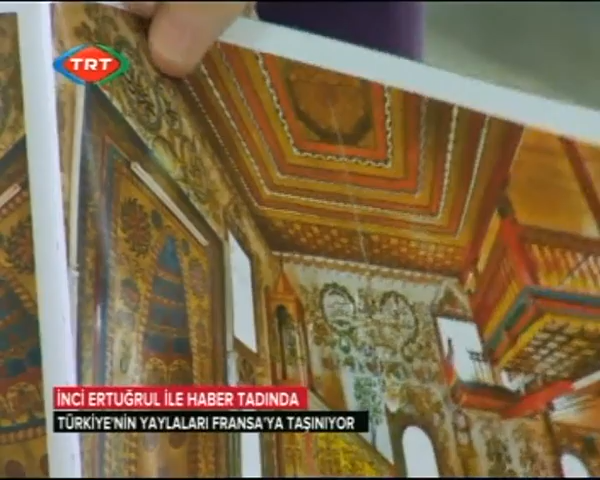 TRT
İNCİ ERTUĞRUL İLE HABER TADINDA
TÜRKİYE'NİN YAYLALARI FRANSA'YA TAŞINIYOR